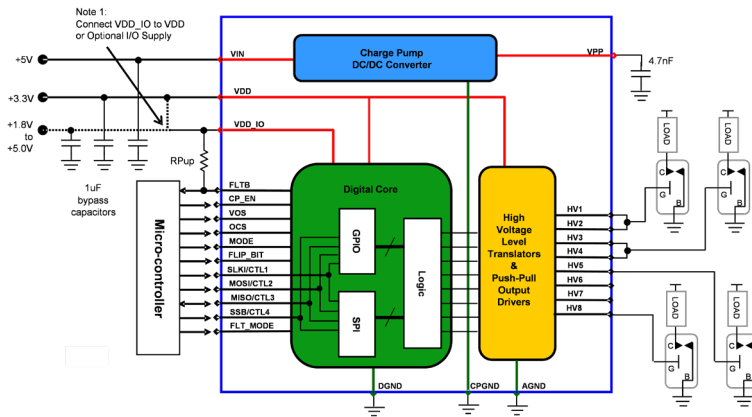 Note 1:
Connect VDD_IO to VDD
or Optional I/O Supply
+5V
+3.3V
+1.8V
to
+5.0V
1uF
bypass
capacitors
RPup
VIN
VDD
VDD_IO
Charge Pump
DC/DC Converter
VPP
4.7nF
Micro-controller
FLTB
CP_EN
VOS
OCS
MODE
FLIP_BIT
SLKI/CTL1
MOSI/CTL2
MISO/CTL3
SSB/CTL4
FLT_MODE
Digital Core
GPIO
SPI
Logic
High
Voltage
Level
Translators
&
Push-Pull
Output
Drivers
HV1
HV2
HV3
HV4
HV5
HV6
HV7
HV8
DGND
CPGND
AGND
LOAD
C
G
B
LOAD
C
G
B
LOAD
C
G
B
LOAD
C
G
B